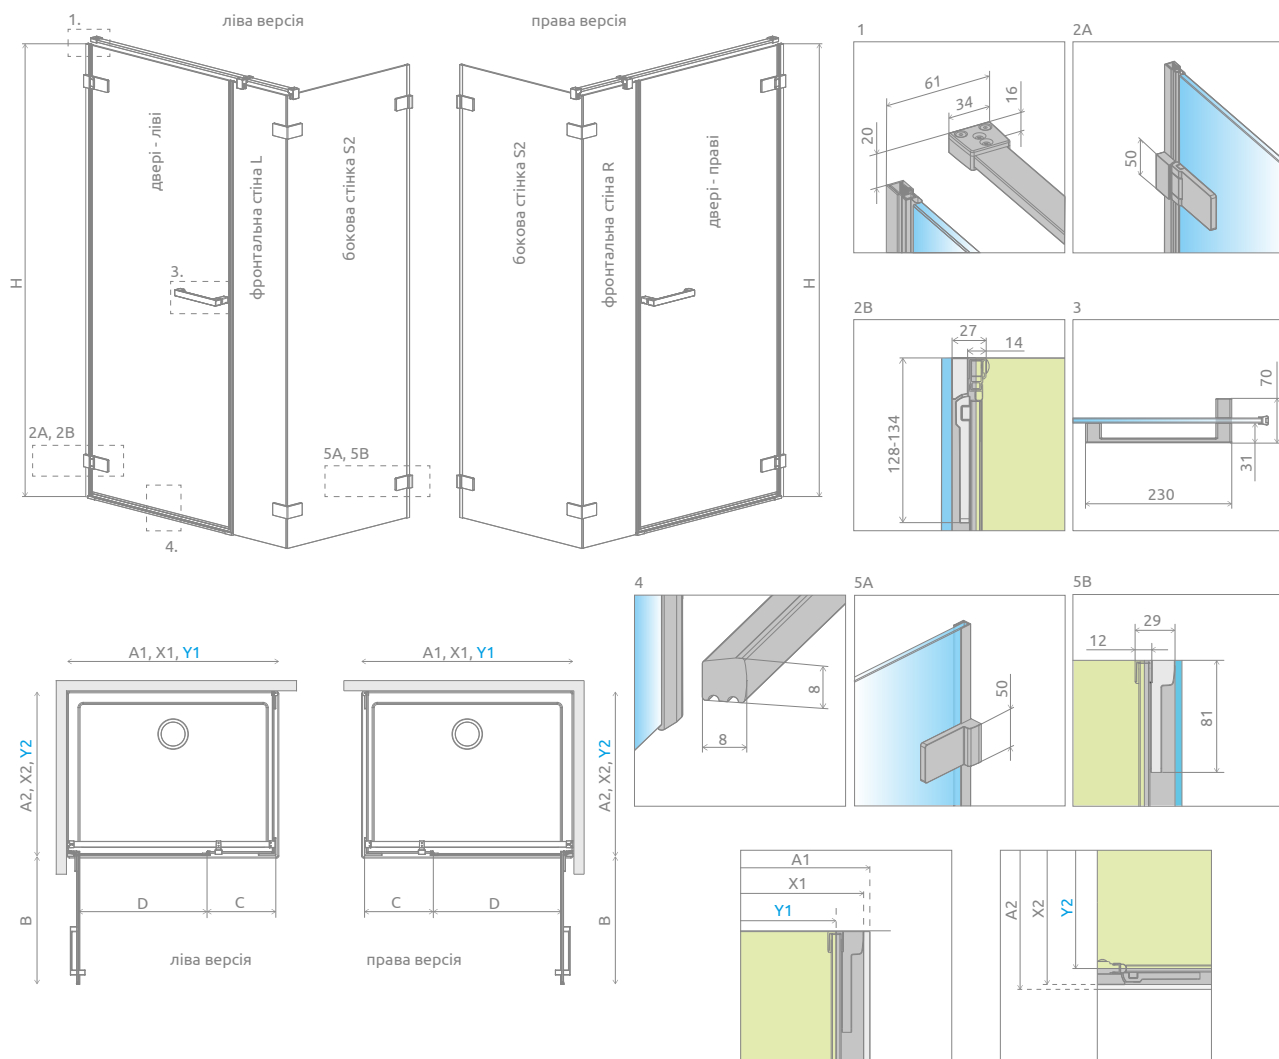 1.
ліва версія
права версія
двері - ліві
фронтальна стіна L
бокова стінка S2
бокова стінка S2
фронтальна стіна R
двері - праві
H
H
3.
2A, 2B
5A, 5B
4.
1
61
34
16
20
2A
50
2B
27
14
128-134
3
70
31
230
4
8
8
5A
50
5B
29
12
81
A1, X1, Y1
A2, X2, Y2
B
D
C
ліва версія
A1, X1, Y1
A2, X2, Y2
B
C
D
права версія
A1
X1
Y1
A2
X2
Y2